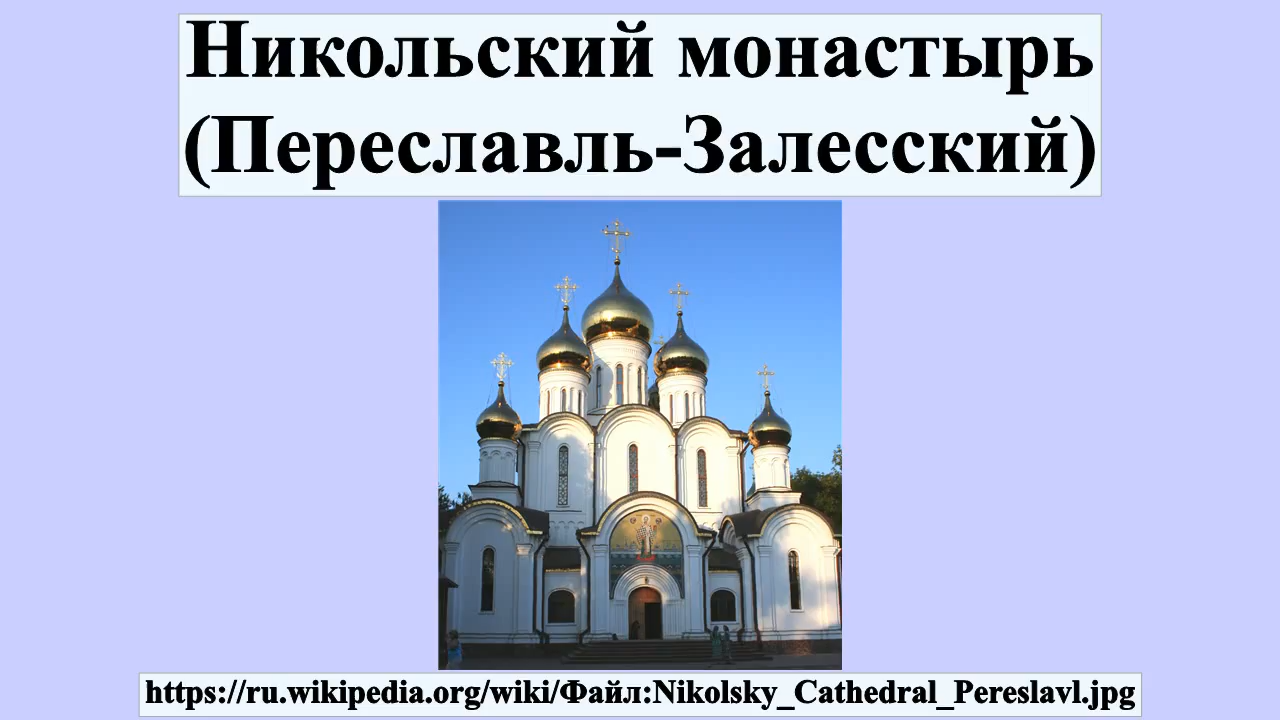 Никольский монастырь
(Переславль-Залесский)
https://ru.wikipedia.org/wiki/Файл:Nikolsky_Cathedral_Pereslavl.jpg